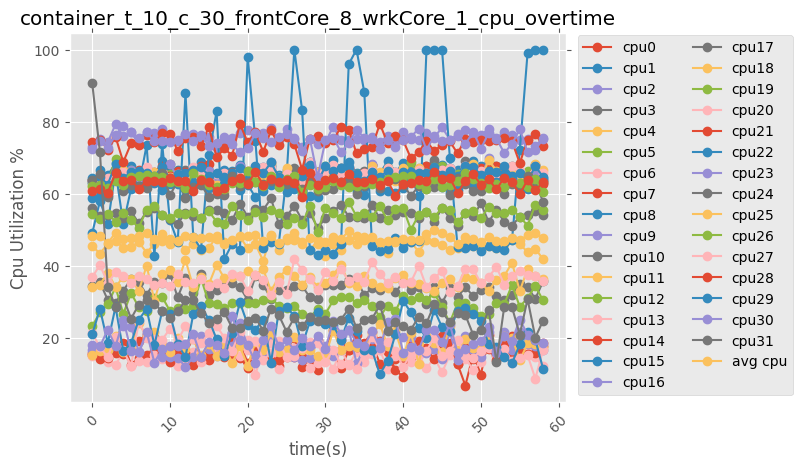 container_t_10_c_30_frontCore_8_wrkCore_1_cpu_overtime
100
80
60
40
20
Cpu Utilization %
0
10
20
30
40
50
60
time(s)
cpu0
cpu1
cpu2
cpu3
cpu4
cpu5
cpu6
cpu7
cpu8
cpu9
cpu10
cpu11
cpu12
cpu13
cpu14
cpu15
cpu16
cpu17
cpu18
cpu19
cpu20
cpu21
cpu22
cpu23
cpu24
cpu25
cpu26
cpu27
cpu28
cpu29
cpu30
cpu31
avg cpu